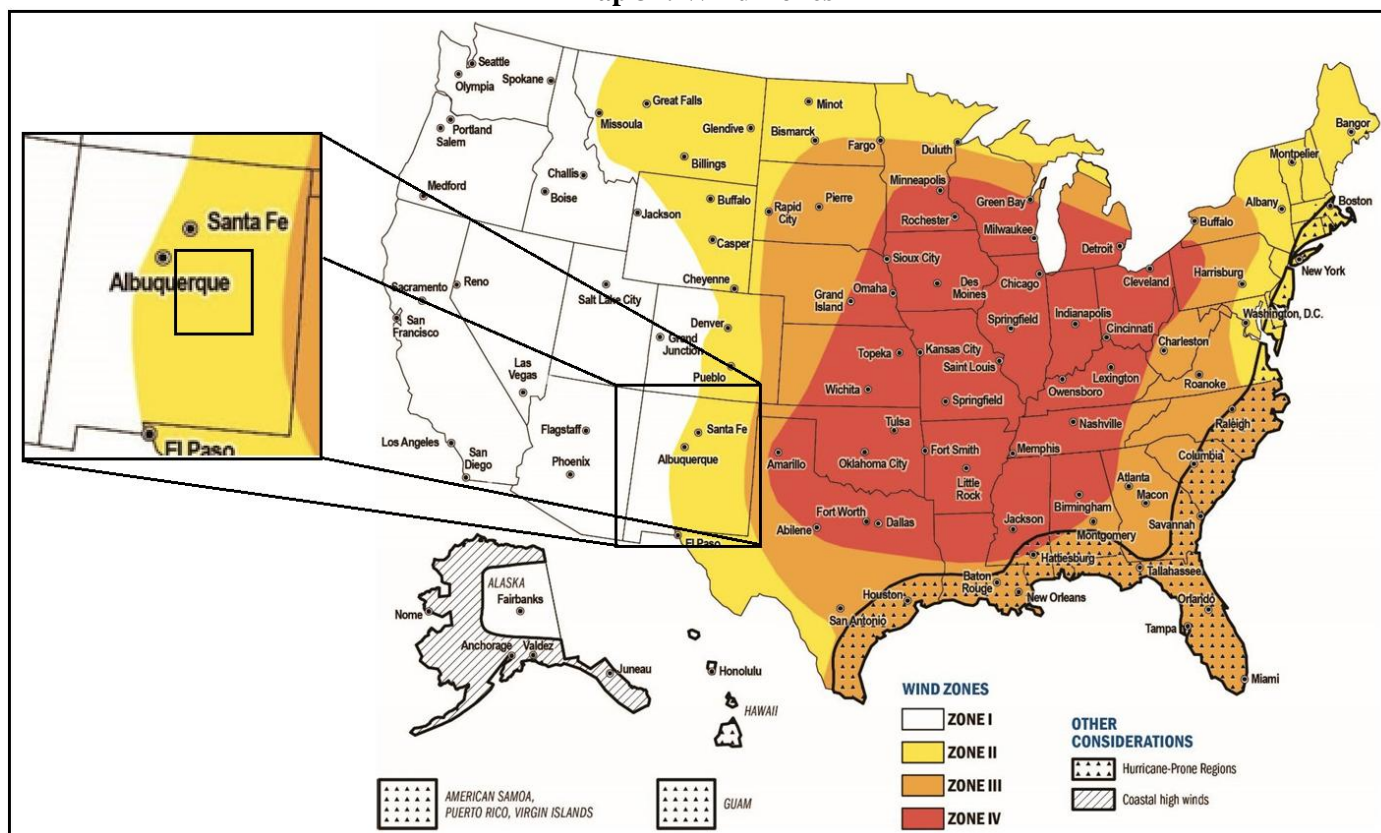 Seattle
Olympia
Spokane
Portland
Salem
Medford
Challis
Boise
Missoula
Great Falls
Glendive
Billings
Minot
Bismarck
Fargo
Duluth
Bangor
Montpelier
Albany
Boston
Buffalo
New York
Harrisburg
Washington, D.C.
Jackson
Buffalo
Casper
Cheyenne
Rapid City
Pierre
Minneapolis
Rochester
Green Bay
Milwaukee
Detroit
Cleveland
Sioux City
Des Moines
Chicago
Omaha
Grand Island
Springfield
Indianapolis
Cincinnati
Charleston
Roanoke
Santa Fe
Albuquerque
El Paso
Sacramento
Reno
San Francisco
Salt Lake City
Denver
Grand Junction
Pueblo
Las Vegas
Topeka
Kansas City
Saint Louis
Wichita
Springfield
Owensboro
Lexington
Los Angeles
San Diego
Flagstaff
Phoenix
Santa Fe
Albuquerque
El Paso
Amarillo
Tulsa
Oklahoma City
Fort Smith
Little Rock
Memphis
Nashville
Raleigh
Columbia
Atlanta
Macon
Savannah
Birmingham
Montgomery
Fort Worth
Dallas
Abilene
Jackson
Hattiesburg
Tallahassee
Baton Rouge
New Orleans
Houston
San Antonio
Orlando
Tampa
Miami
ALASKA
Fairbanks
Nome
Anchorage
Valdez
Juneau
Honolulu
HAWAII
AMERICAN SAMOA,
PUERTO RICO, VIRGIN ISLANDS
GUAM
WIND ZONES
ZONE I
ZONE II
ZONE III
ZONE IV
OTHER
CONSIDERATIONS
Hurricane-Prone Regions
Coastal high winds